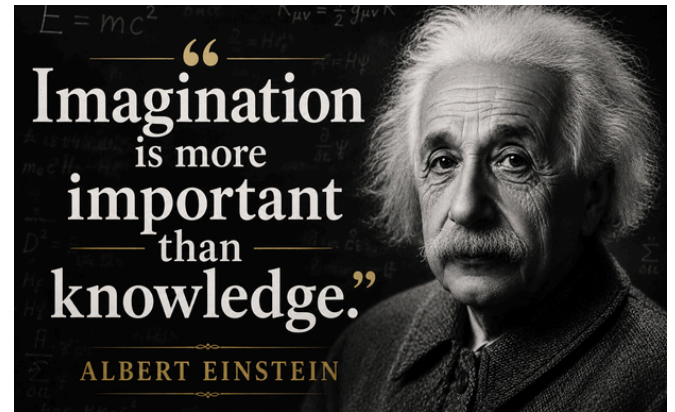 E = mc²
“
Imagination
is more
important
than
knowledge.”
ALBERT EINSTEIN